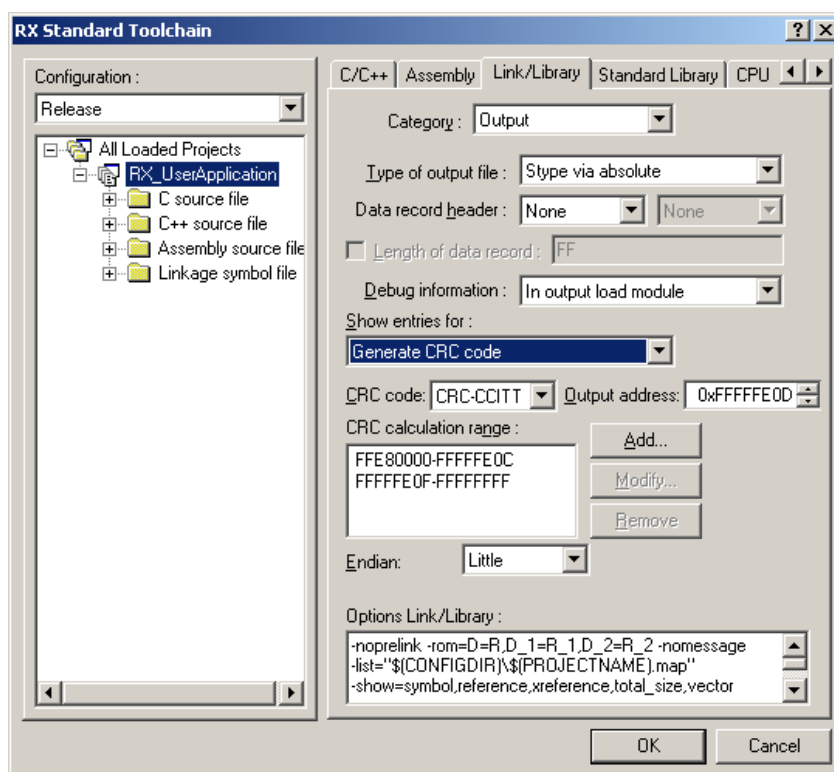 RX Standard Toolchain
Configuration :
Release
All Loaded Projects
RX_UserApplication
C source file
C++ source file
Assembly source file
Linkage symbol file
C/C++ Assembly Link/Library Standard Library CPU
Category : Output
Type of output file : Stype via absolute
Data record header : None None
Length of data record : FF
Debug information : In output load module
Show entries for :
Generate CRC code
CRC code: CRC-CCITT Output address: 0xFFFFFE0D
CRC calculation range :
FFE80000-FFFFFE0C
FFFFFE0F-FFFFFFFF
Add...
Modify...
Remove
Endian: Little
Options Link/Library :
-noprelink -rom=D=R,D_1=R_1,D_2=R_2 -nomessage
-list="$(CONFIGDIR)\$(PROJECTNAME).map"
-show=symbol,reference,xreference,total_size,vector
OK Cancel